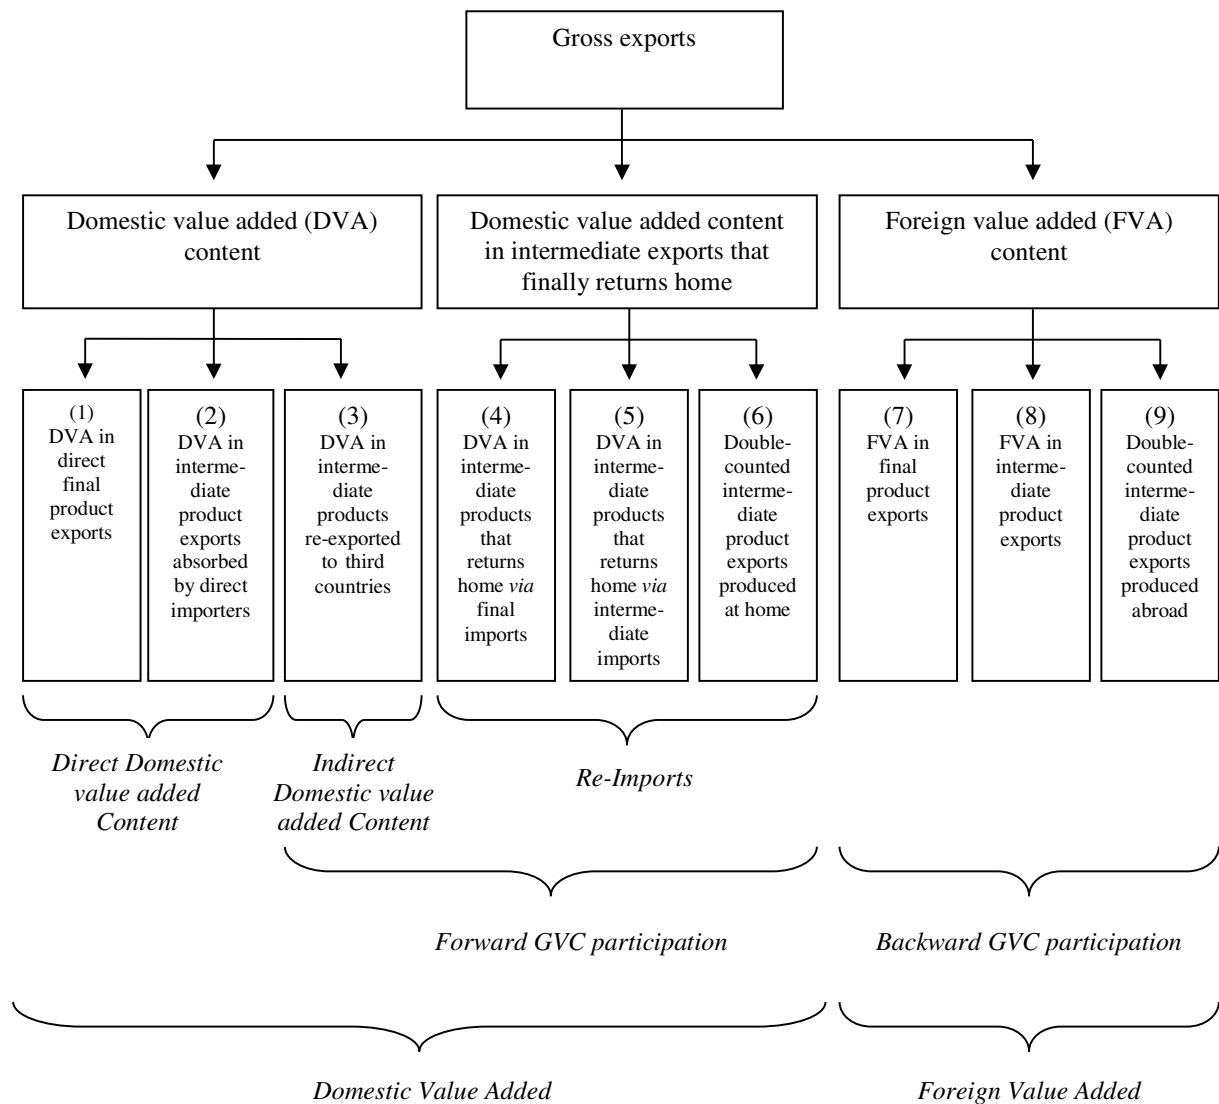 Gross exports
Domestic value added (DVA)
content
Domestic value added content
in intermediate exports that
finally returns home
Foreign value added (FVA)
content
(1)
DVA in
direct
final
product
exports
(2)
DVA in
interme-
diate
product
exports
absorbed
by direct
importers
(3)
DVA in
interme-
diate
products
re-exported
to third
countries
(4)
DVA in
interme-
diate
products
that
returns
home via
final
imports
(5)
DVA in
interme-
diate
products
that
returns
home via
interme-
diate
imports
(6)
Double-
counted
interme-
diate
product
exports
produced
at home
(7)
FVA in
final
product
exports
(8)
FVA in
interme-
diate
product
exports
(9)
Double-
counted
interme-
diate
product
exports
produced
abroad
Direct Domestic
value added
Content
Indirect
Domestic value
added Content
Re-Imports
Forward GVC participation
Backward GVC participation
Domestic Value Added
Foreign Value Added